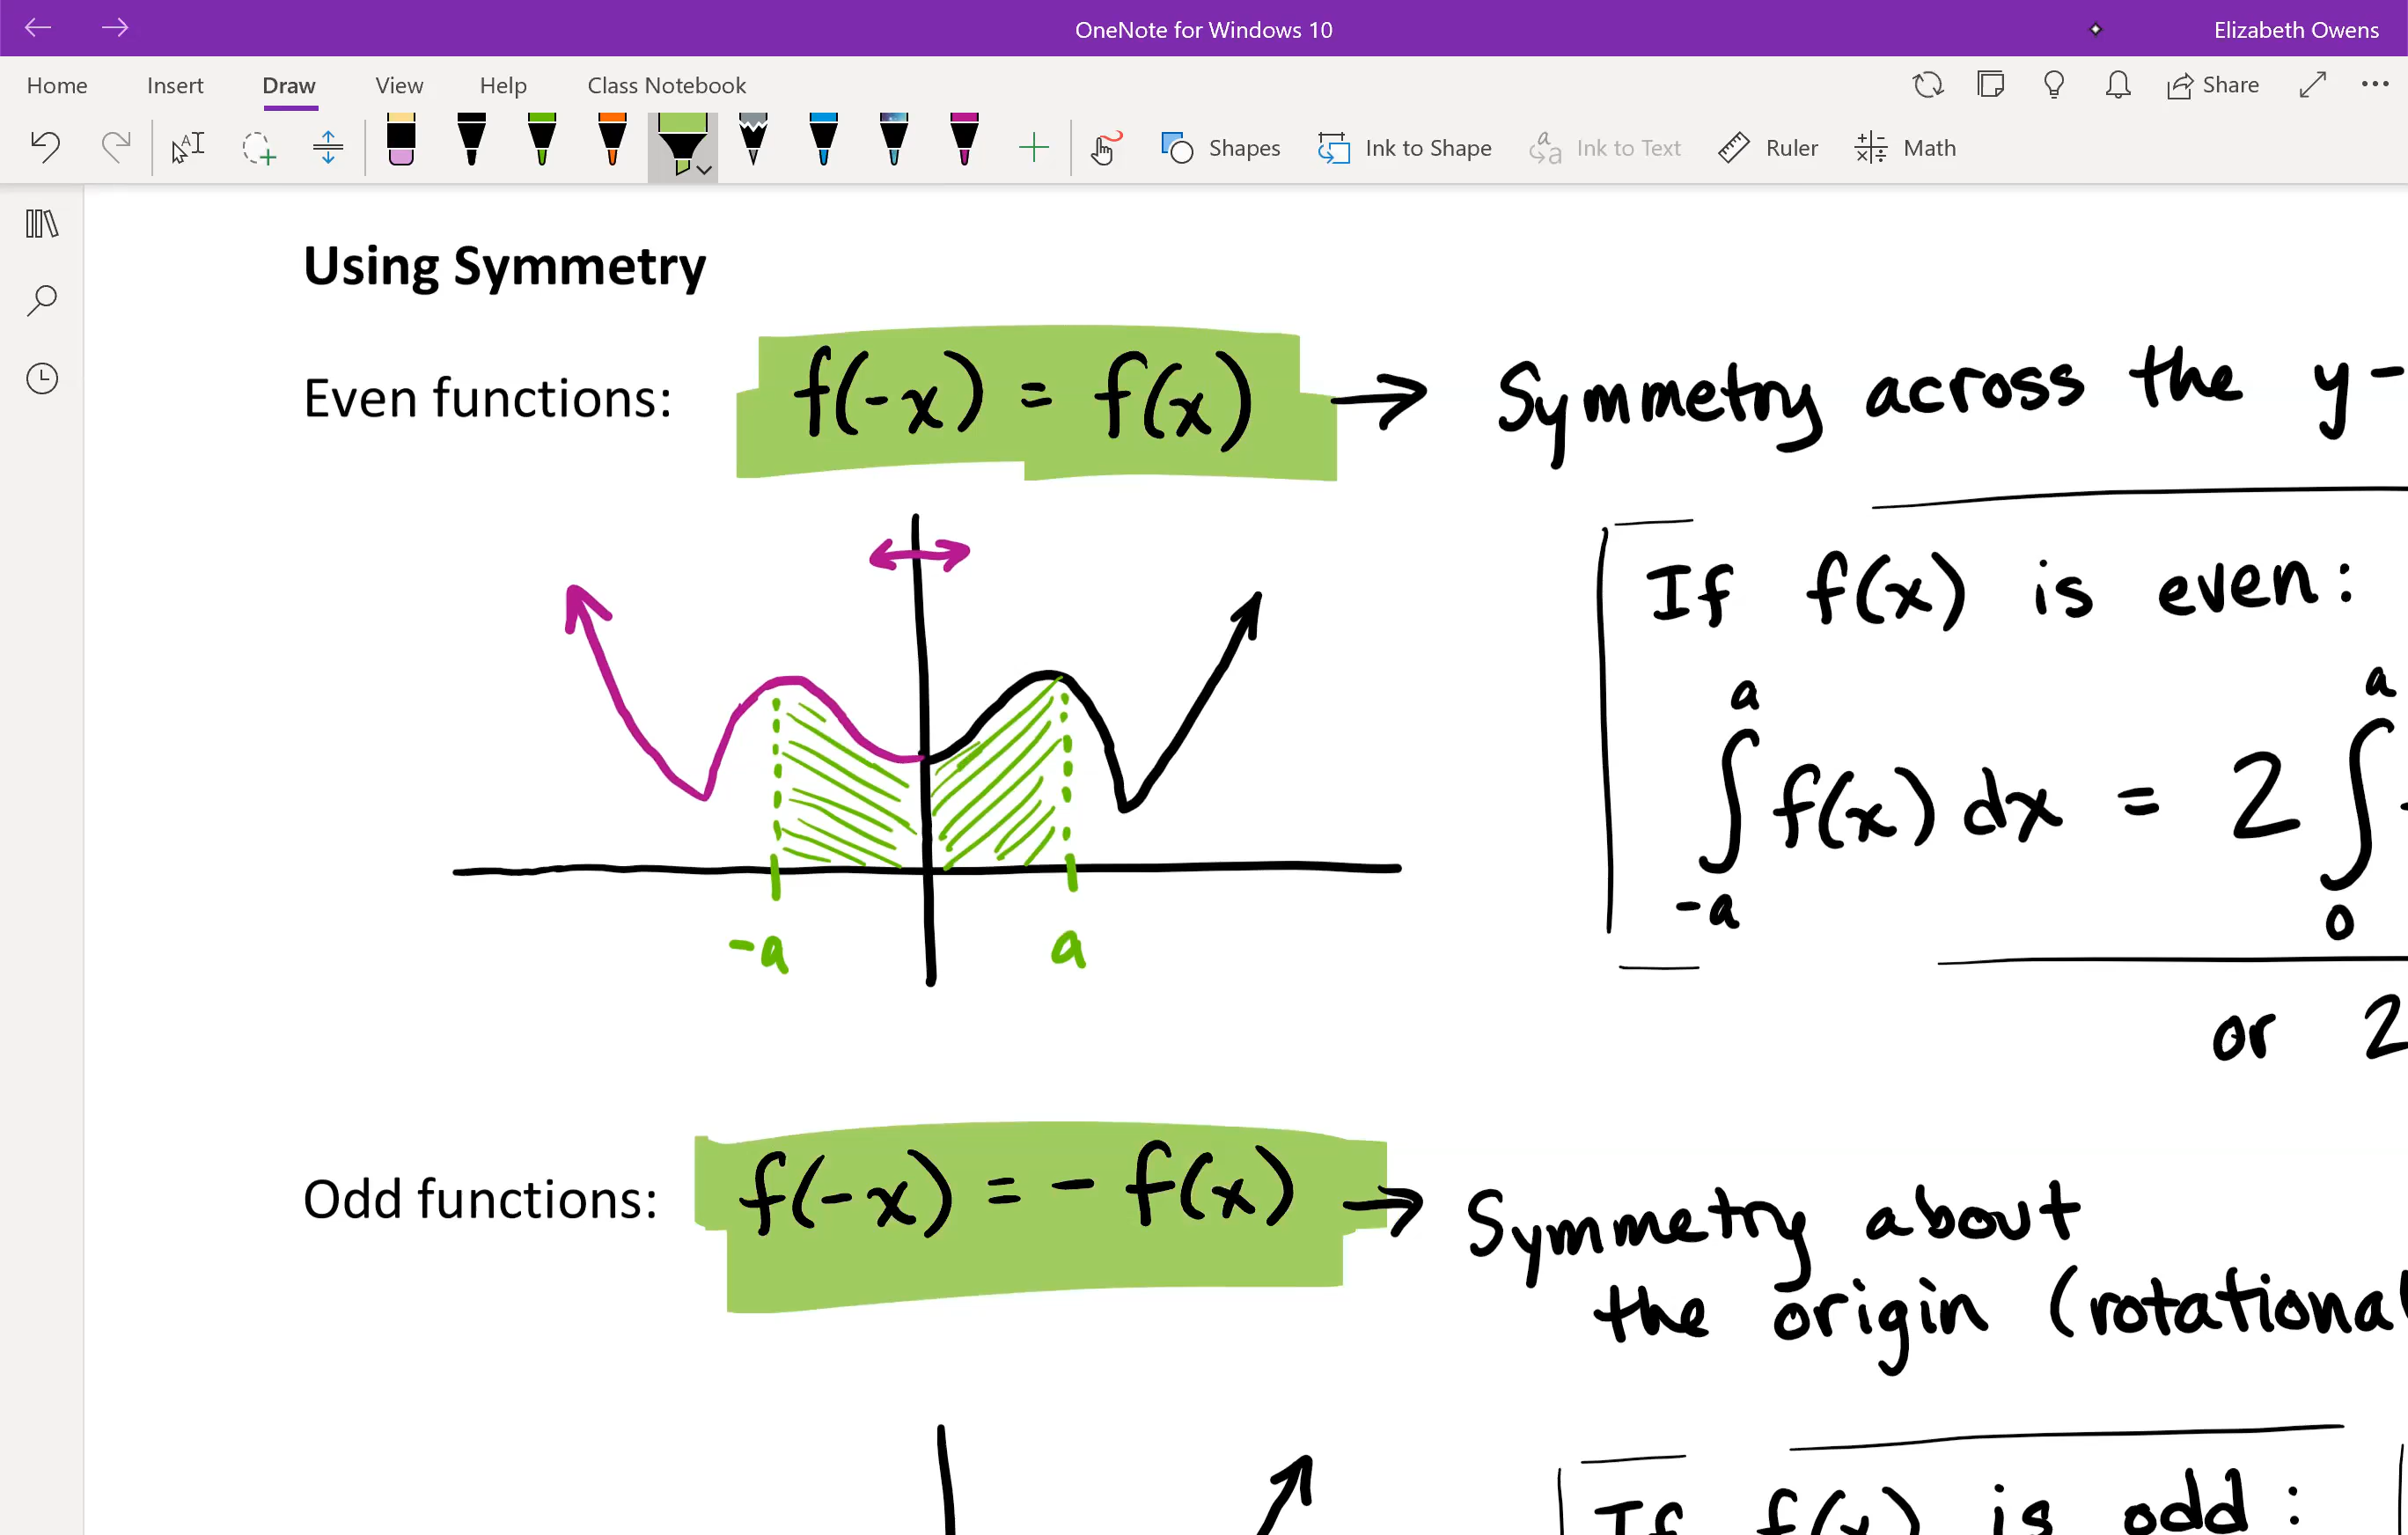 OneNote for Windows 10
Elizabeth Owens
Home Insert Draw View Help Class Notebook
Share
Shapes Ink to Shape Ink to Text Ruler Math
Using Symmetry
Even functions: f(-x) = f(x) → Symmetry across the y-
If f(x) is even:
∫_{-a}^{a} f(x) dx = 2 ∫_{0}^{a}
-a a
or 2
Odd functions: f(-x) = - f(x) → Symmetry about
the origin (rotational
If f(x) is odd: